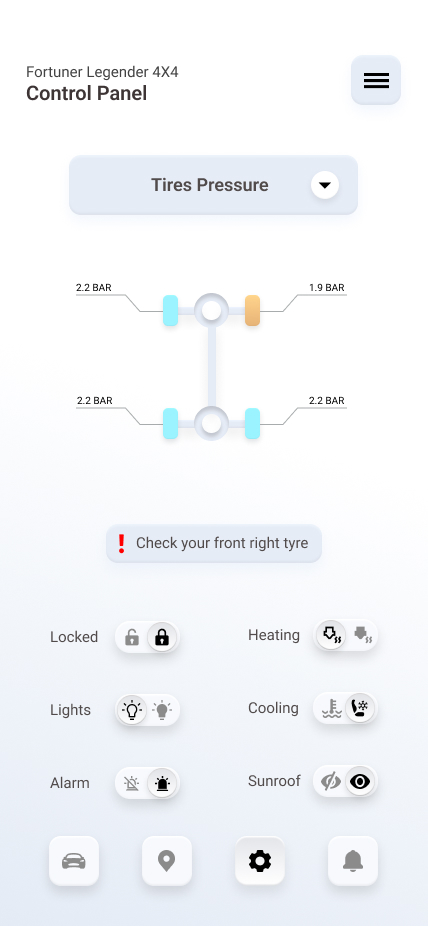 Fortuner Legender 4X4
Control Panel
Tires Pressure
2.2 BAR
1.9 BAR
2.2 BAR
2.2 BAR
Check your front right tyre
Locked
Heating
Lights
Cooling
Alarm
Sunroof